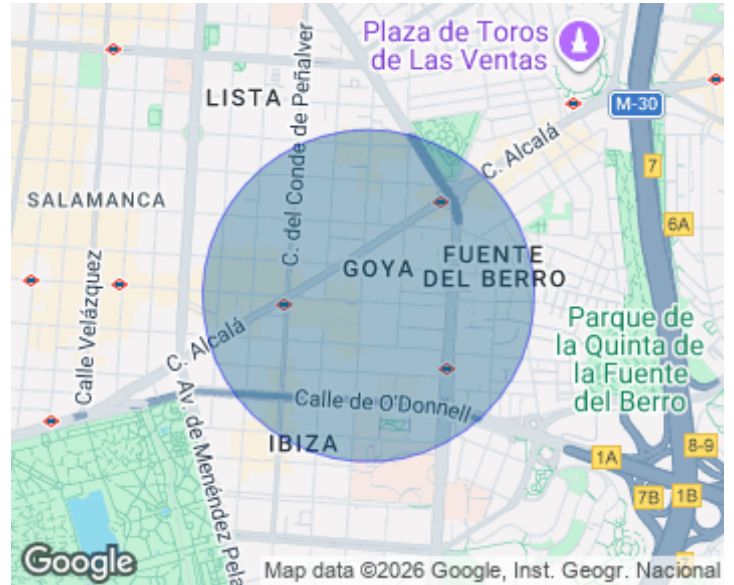 Plaza de Toros
de Las Ventas
LISTA
C. del Conde de Peñalver
M-30
C. Alcalá
7
SALAMANCA
6A
Calle Velázquez
GOYA
FUENTE
DEL BERRO
C. Alcalá
Parque de
la Quinta de
la Fuente
del Berro
Av. de Menéndez Pela
Calle de O'Donnell
IBIZA
8-9
1A
7B
1B
Google
Map data ©2026 Google, Inst. Geogr. Nacional